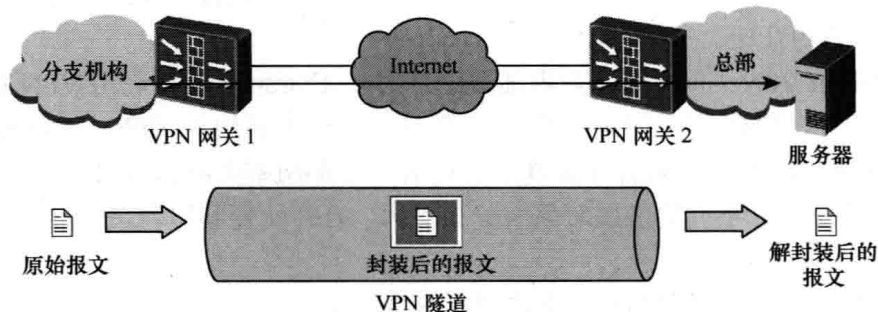 分支机构
Internet
总部
VPN 网关 1
VPN 网关 2
服务器
原始报文
封装后的报文
解封装后的
报文
VPN 隧道